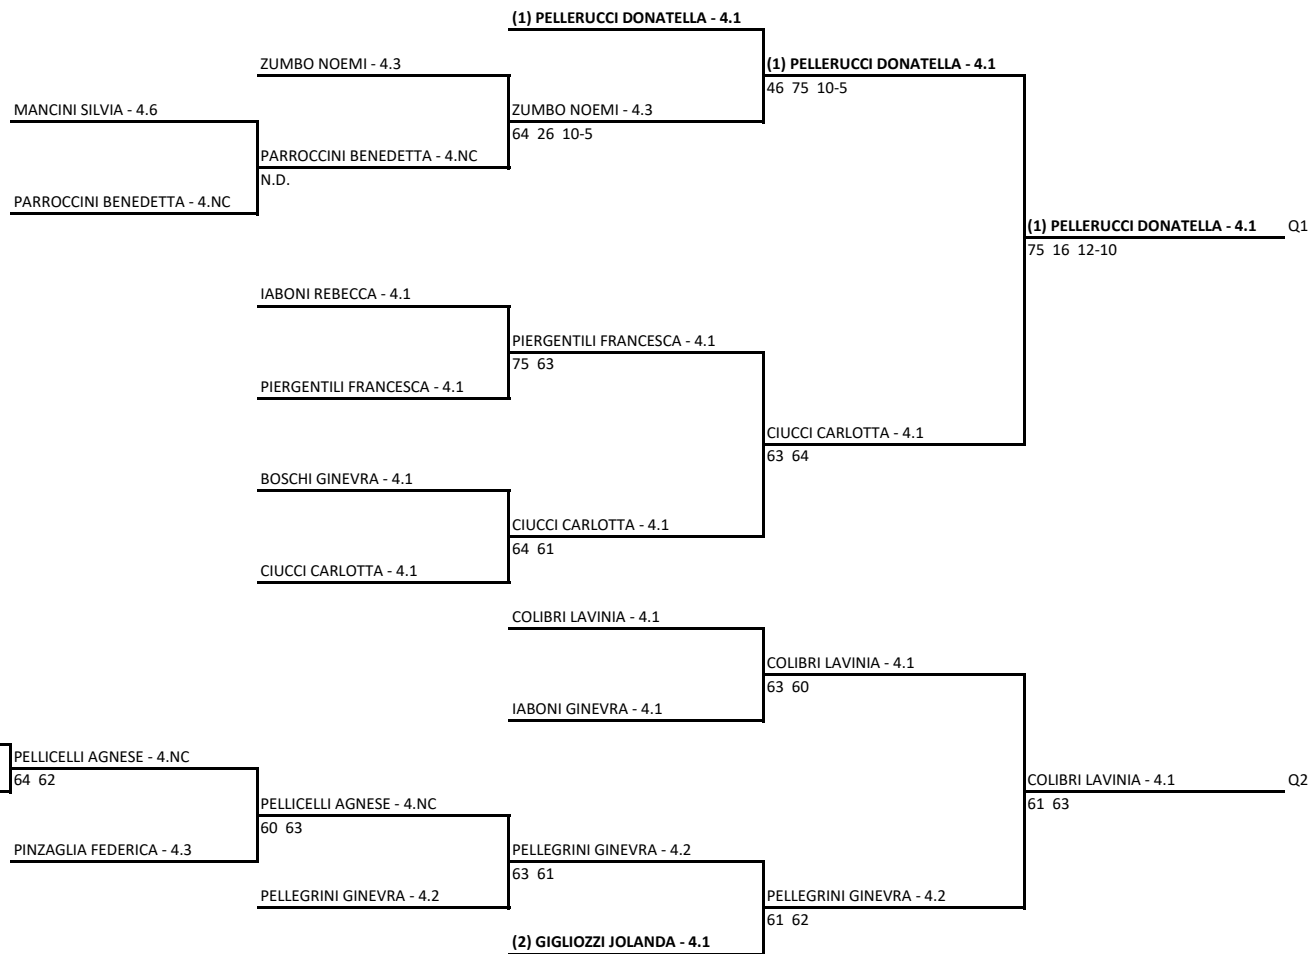 (1) PELLERUCCI DONATELLA - 4.1
ZUMBO NOEMI - 4.3
(1) PELLERUCCI DONATELLA - 4.1
46 75 10-5
MANCINI SILVIA - 4.6
ZUMBO NOEMI - 4.3
64 26 10-5
PARROCCINI BENEDETTA - 4.NC
N.D.
PARROCCINI BENEDETTA - 4.NC
(1) PELLERUCCI DONATELLA - 4.1 Q1
75 16 12-10
IABONI REBECCA - 4.1
PIERGENTILI FRANCESCA - 4.1
75 63
PIERGENTILI FRANCESCA - 4.1
CIUCCI CARLOTTA - 4.1
63 64
BOSCHI GINEVRA - 4.1
CIUCCI CARLOTTA - 4.1
64 61
CIUCCI CARLOTTA - 4.1
COLIBRI LAVINIA - 4.1
COLIBRI LAVINIA - 4.1
63 60
IABONI GINEVRA - 4.1
PELLICELLI AGNESE - 4.NC
64 62
COLIBRI LAVINIA - 4.1 Q2
61 63
PELLICELLI AGNESE - 4.NC
60 63
PINZAGLIA FEDERICA - 4.3
PELLEGRINI GINEVRA - 4.2
63 61
PELLEGRINI GINEVRA - 4.2
PELLEGRINI GINEVRA - 4.2
61 62
(2) GIGLIOZZI JOLANDA - 4.1